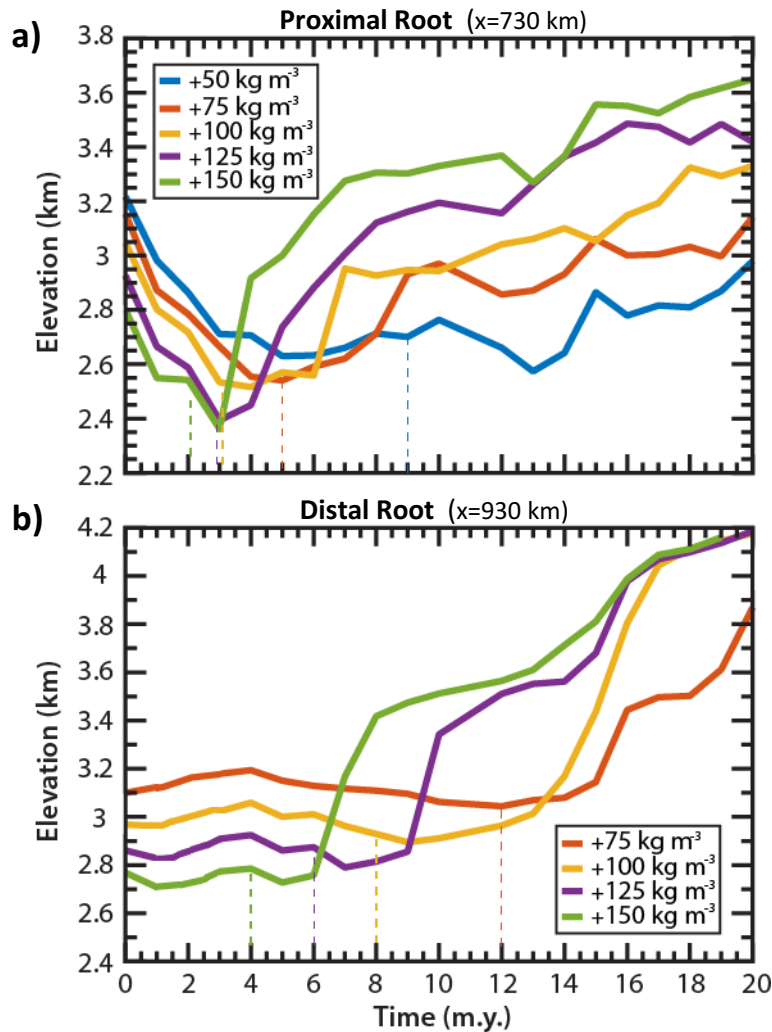 a)
Proximal Root (x=730 km)
3.8
3.6
3.4
3.2
3
2.8
2.6
2.4
2.2
Elevation (km)
+50 kg m⁻³
+75 kg m⁻³
+100 kg m⁻³
+125 kg m⁻³
+150 kg m⁻³
b)
Distal Root (x=930 km)
4.2
4
3.8
3.6
3.4
3.2
3
2.8
2.6
2.4
Elevation (km)
+75 kg m⁻³
+100 kg m⁻³
+125 kg m⁻³
+150 kg m⁻³
0 2 4 6 8 10 12 14 16 18 20
Time (m.y.)